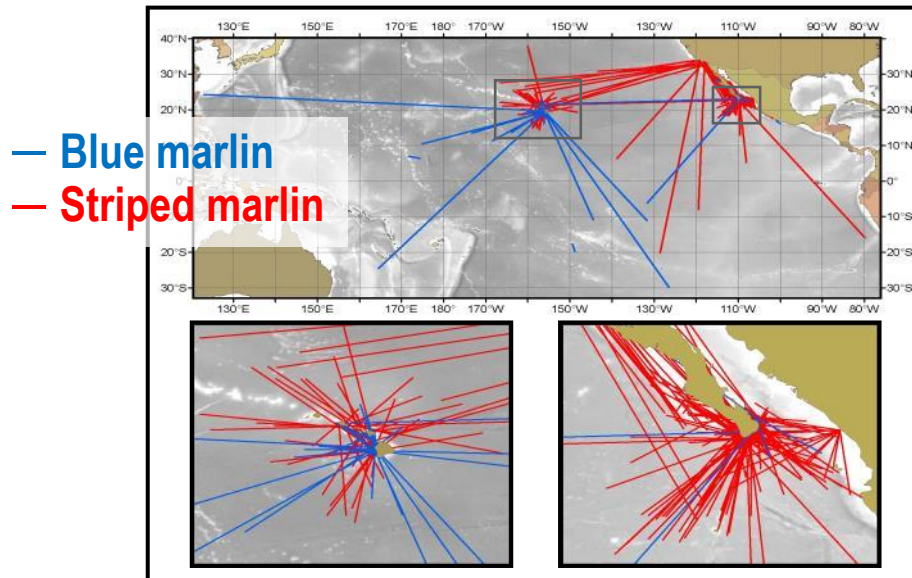 130°E 150°E 170°E 180° 170°W 150°W 130°W 110°W 90°W 80°W
40°N 40°N
30°N 30°N
20°N 20°N
Blue marlin
10°N 10°N
0° 0°
Striped marlin
10°S 10°S
20°S 20°S
30°S 30°S
130°E 150°E 170°E 180° 170°W 150°W 130°W 110°W 90°W 80°W